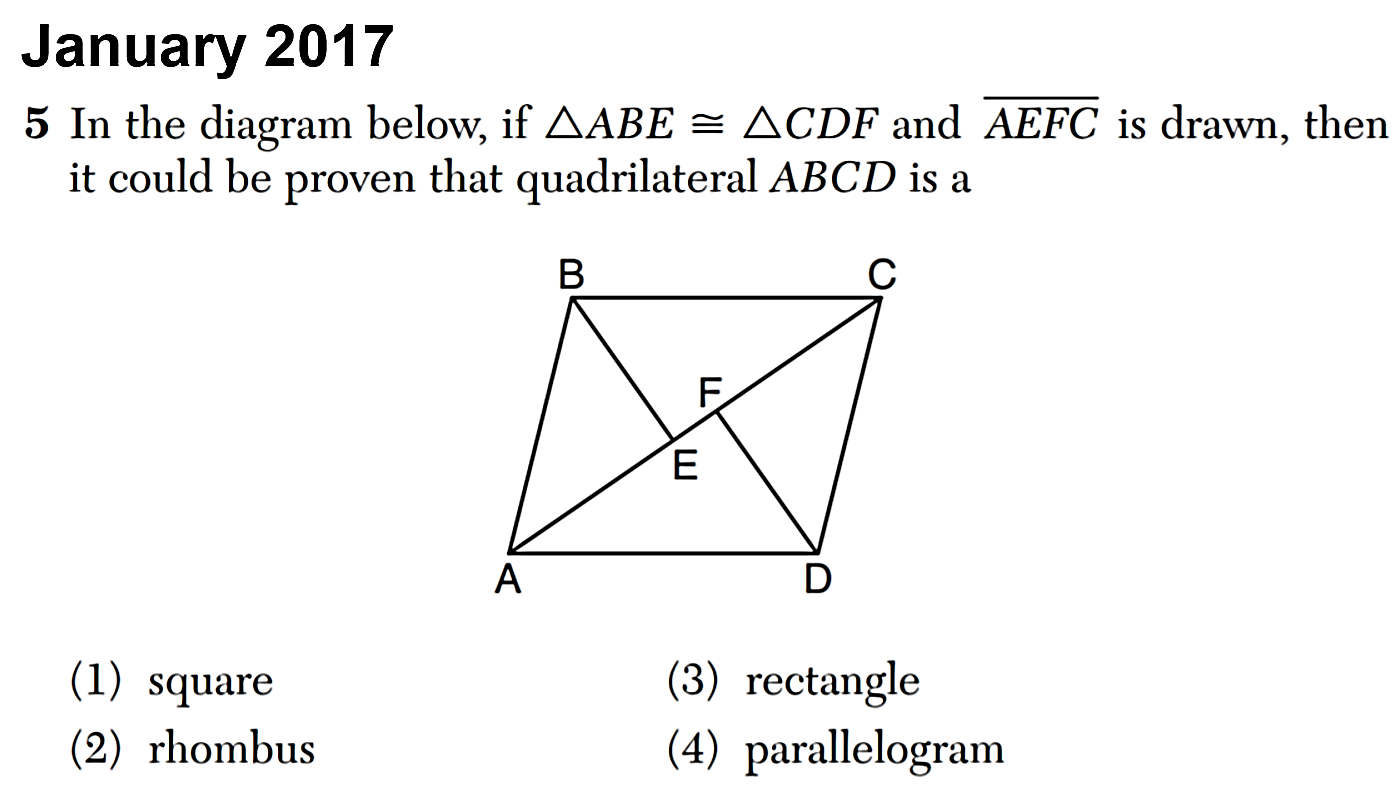 January 2017
5 In the diagram below, if △ABE ≅ △CDF and A̅E̅F̅C̅ is drawn, then
it could be proven that quadrilateral ABCD is a
B C
F
E
A D
(1) square (3) rectangle
(2) rhombus (4) parallelogram